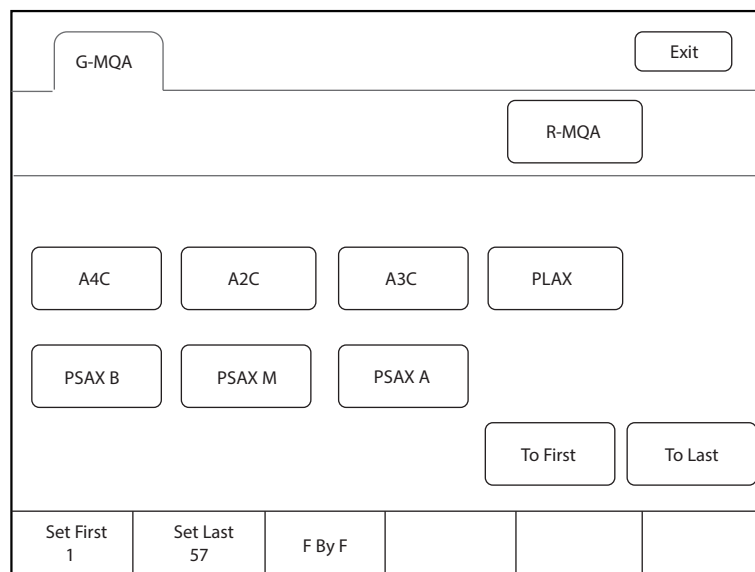 G-MQA
Exit
R-MQA
A4C
A2C
A3C
PLAX
PSAX B
PSAX M
PSAX A
To First
To Last
Set First
1
Set Last
57
F By F